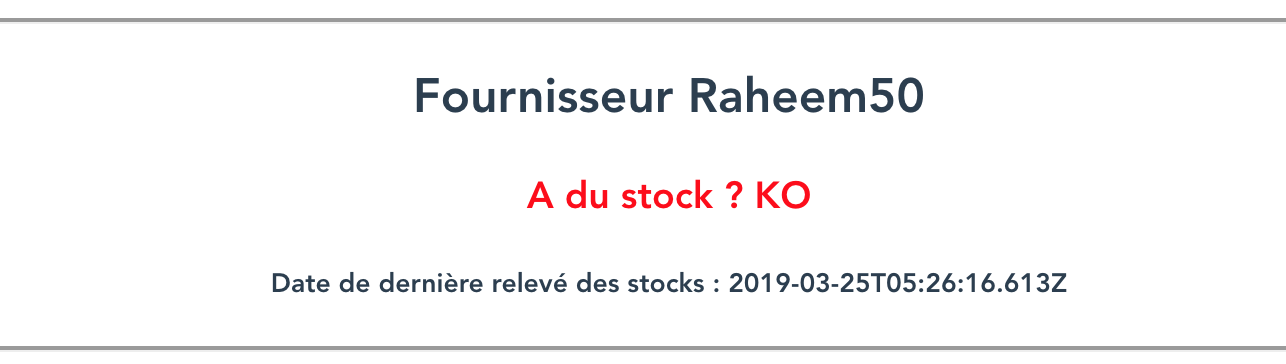 Fournisseur Raheem50
A du stock ? KO
Date de dernière relevé des stocks : 2019-03-25T05:26:16.613Z